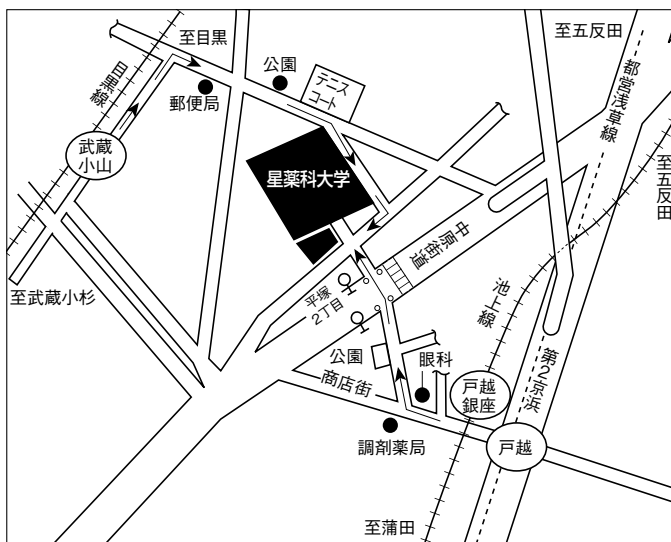 至目黒
公園
至五反田
目黒線
郵便局
テニス
コート
都営浅草線
武蔵
小山
星薬科大学
至五反田
中原街道
至武蔵小杉
平塚
2丁目
池上線
公園
眼科
第2京浜
商店街
戸越
銀座
調剤薬局
戸越
至蒲田